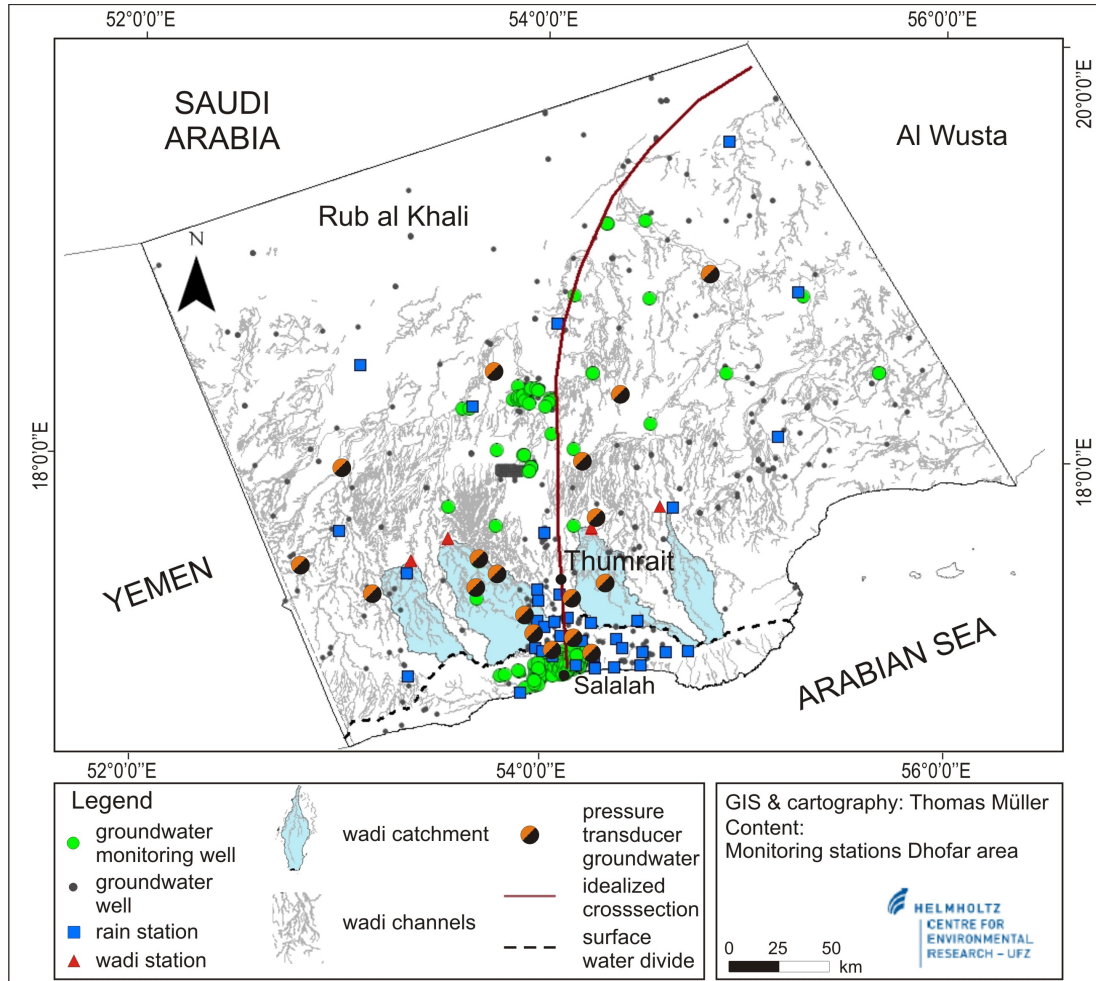 52°0'0"E
54°0'0"E
56°0'0"E
SAUDI
ARABIA
20°0'0"E
Al Wusta
Rub al Khali
N
18°0'0"E
18°0'0"E
Thumrait
YEMEN
ARABIAN SEA
Salalah
52°0'0"E
54°0'0"E
56°0'0"E
Legend
groundwater
monitoring well
groundwater
well
rain station
wadi station
wadi catchment
wadi channels
pressure
transducer
groundwater
idealized
crosssection
surface
water divide
GIS & cartography: Thomas Müller
Content:
Monitoring stations Dhofar area
0 25 50
km
HELMHOLTZ
CENTRE FOR
ENVIRONMENTAL
RESEARCH – UFZ